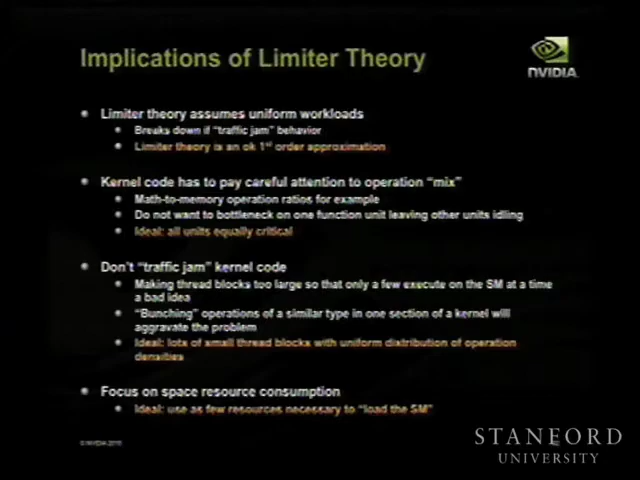 Implications of Limiter Theory
NVIDIA
Limiter theory assumes uniform workloads
Breaks down if "traffic jam" behavior
Limiter theory is an ok 1st order approximation
Kernel code has to pay careful attention to operation "mix"
Math-to-memory operation ratios for example
Do not want to bottleneck on one function unit leaving other units idling
Ideal: all units equally critical
Don't "traffic jam" kernel code
Making thread blocks too large so that only a few execute on the SM at a time
a bad idea
"Bunching" operations of a similar type in one section of a kernel will
aggravate the problem
Ideal: lots of small thread blocks with uniform distribution of operation
densities
Focus on space resource consumption
Ideal: use as few resources necessary to "load the SM"
© NVIDIA 2010
STANFORD
UNIVERSITY